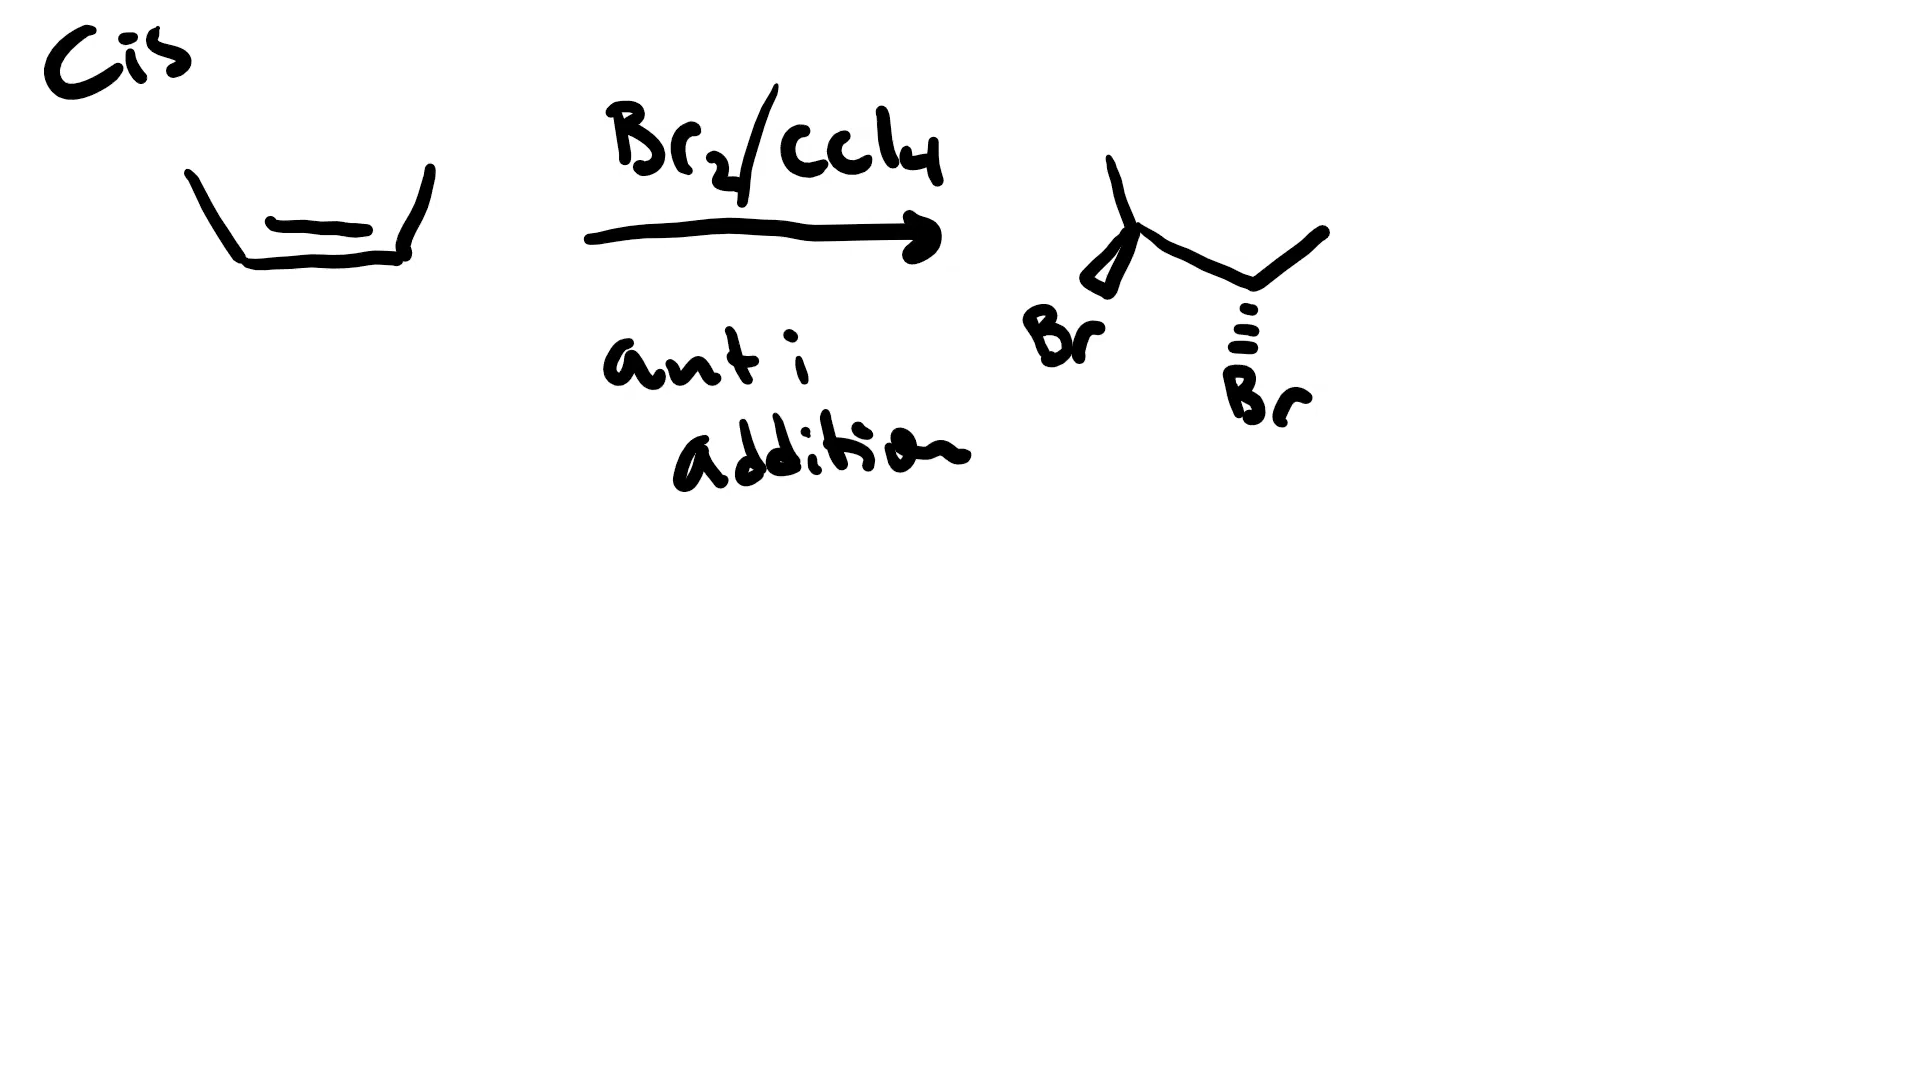 Cis
Br₂/CCl₄
anti
addition
Br
Br